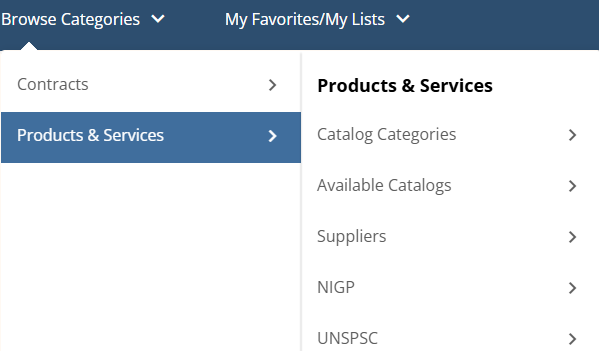 Browse Categories
My Favorites/My Lists
Contracts
Products & Services
Products & Services
Catalog Categories
Available Catalogs
Suppliers
NIGP
UNSPSC